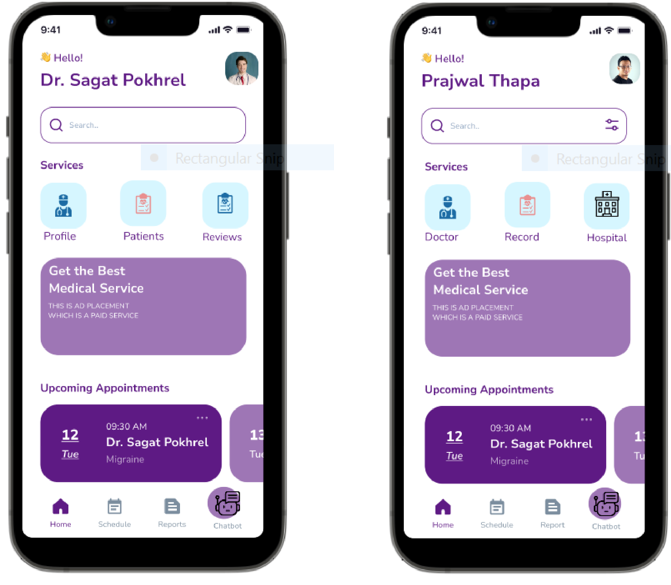 9:41
👋 Hello!
Dr. Sagat Pokhrel
Search..
Rectangular Snip
Services
Profile Patients Reviews
Get the Best
Medical Service
THIS IS AD PLACEMENT
WHICH IS A PAID SERVICE
Upcoming Appointments
12
Tue
09:30 AM
Dr. Sagat Pokhrel
Migraine
...
13
Tue
Home Schedule Reports Chatbot
9:41
👋 Hello!
Prajwal Thapa
Search..
Rectangular Snip
Services
Doctor Record Hospital
Get the Best
Medical Service
THIS IS AD PLACEMENT
WHICH IS A PAID SERVICE
Upcoming Appointments
12
Tue
09:30 AM
Dr. Sagat Pokhrel
Migraine
...
Home Schedule Report Chatbot